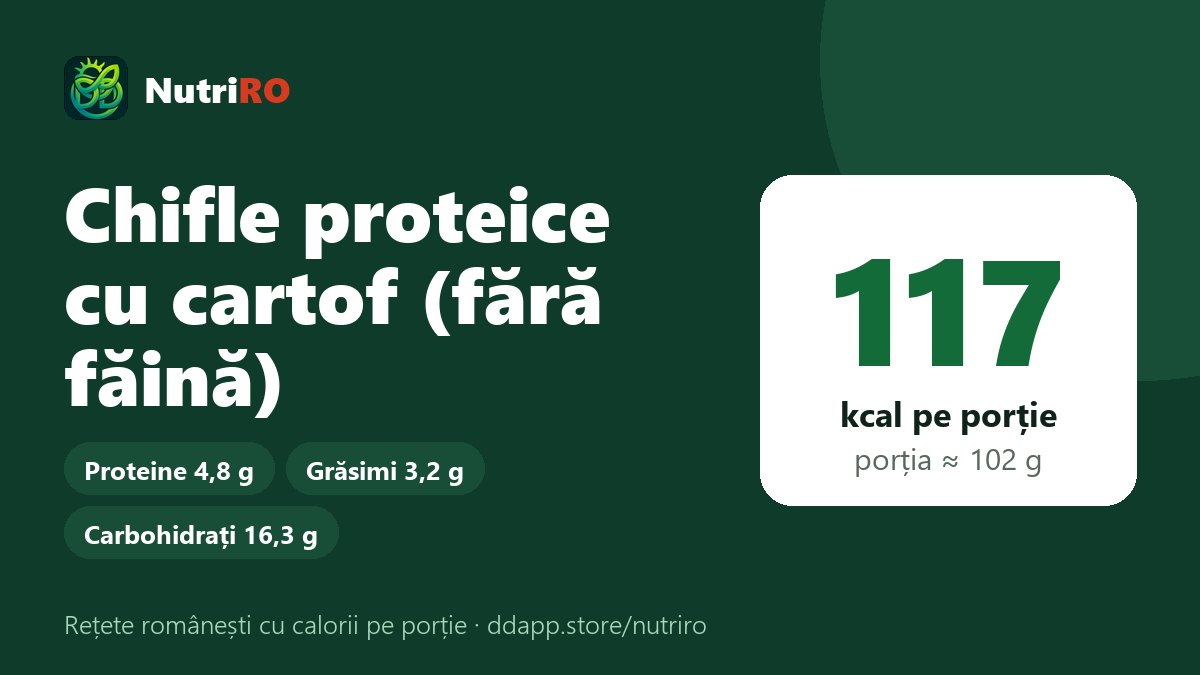 NutriRO
Chifle proteice
cu cartof (fără
făină)
Proteine 4,8 g
Grăsimi 3,2 g
Carbohidrați 16,3 g
117
kcal pe porție
porția ≈ 102 g
Rețete românești cu calorii pe porție · ddapp.store/nutriro